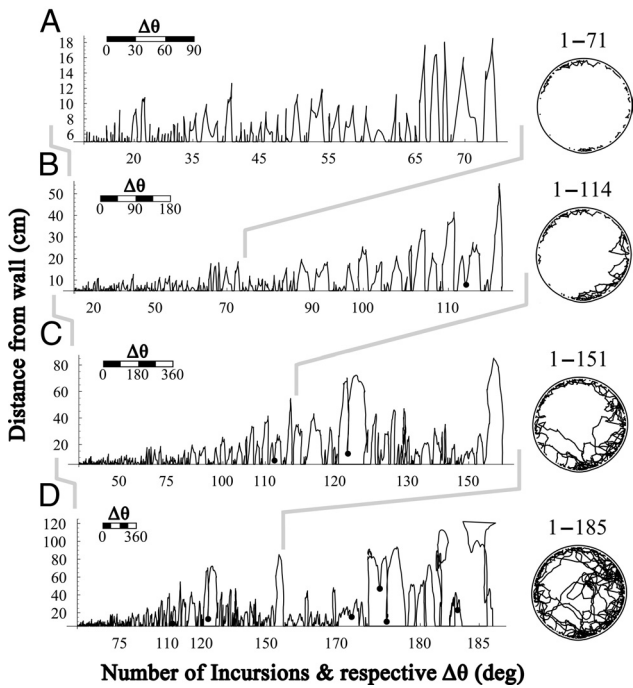 A
Δθ
0 30 60 90
18
16
14
12
10
8
6
20 35 45 55 65 70
1−71
B
Δθ
0 90 180
50
40
30
20
10
20 50 70 90 100 110
1−114
C
Δθ
0 180 360
80
60
40
20
50 75 100 110 120 130 150
1−151
D
Δθ
0 360
120
100
80
60
40
20
75 110 120 150 170 180 185
1−185
Distance from wall (cm)
Number of Incursions & respective Δθ (deg)